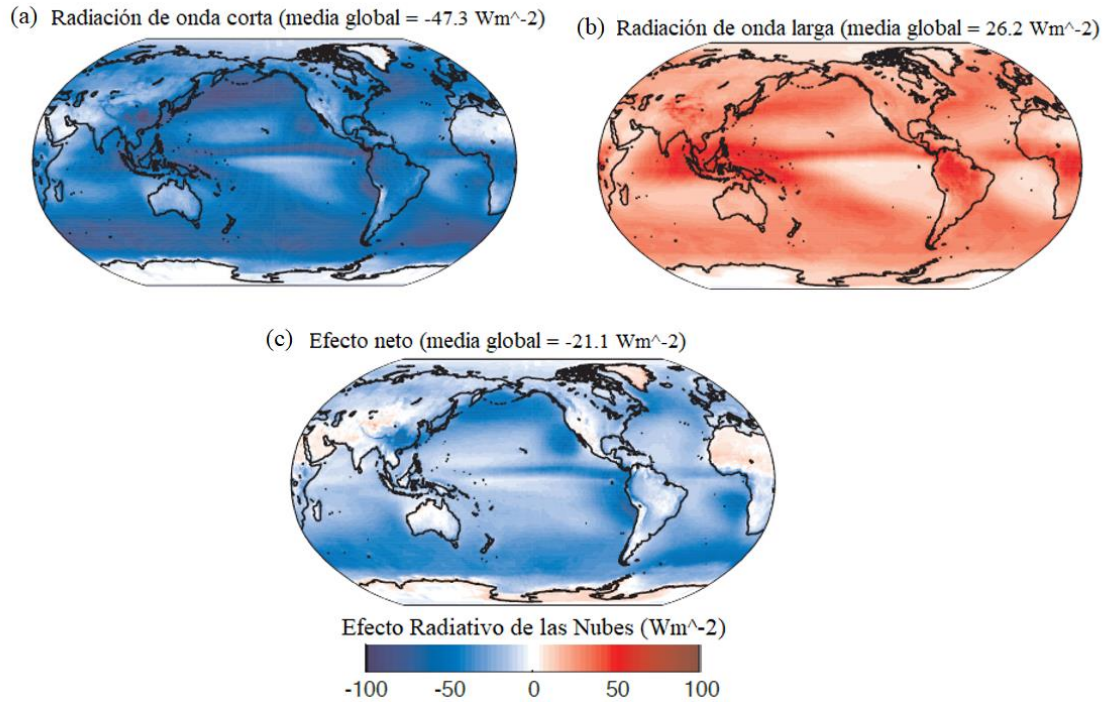 (a) Radiación de onda corta (media global = -47.3 Wm^-2)
(b) Radiación de onda larga (media global = 26.2 Wm^-2)
(c) Efecto neto (media global = -21.1 Wm^-2)
Efecto Radiativo de las Nubes (Wm^-2)
-100 -50 0 50 100